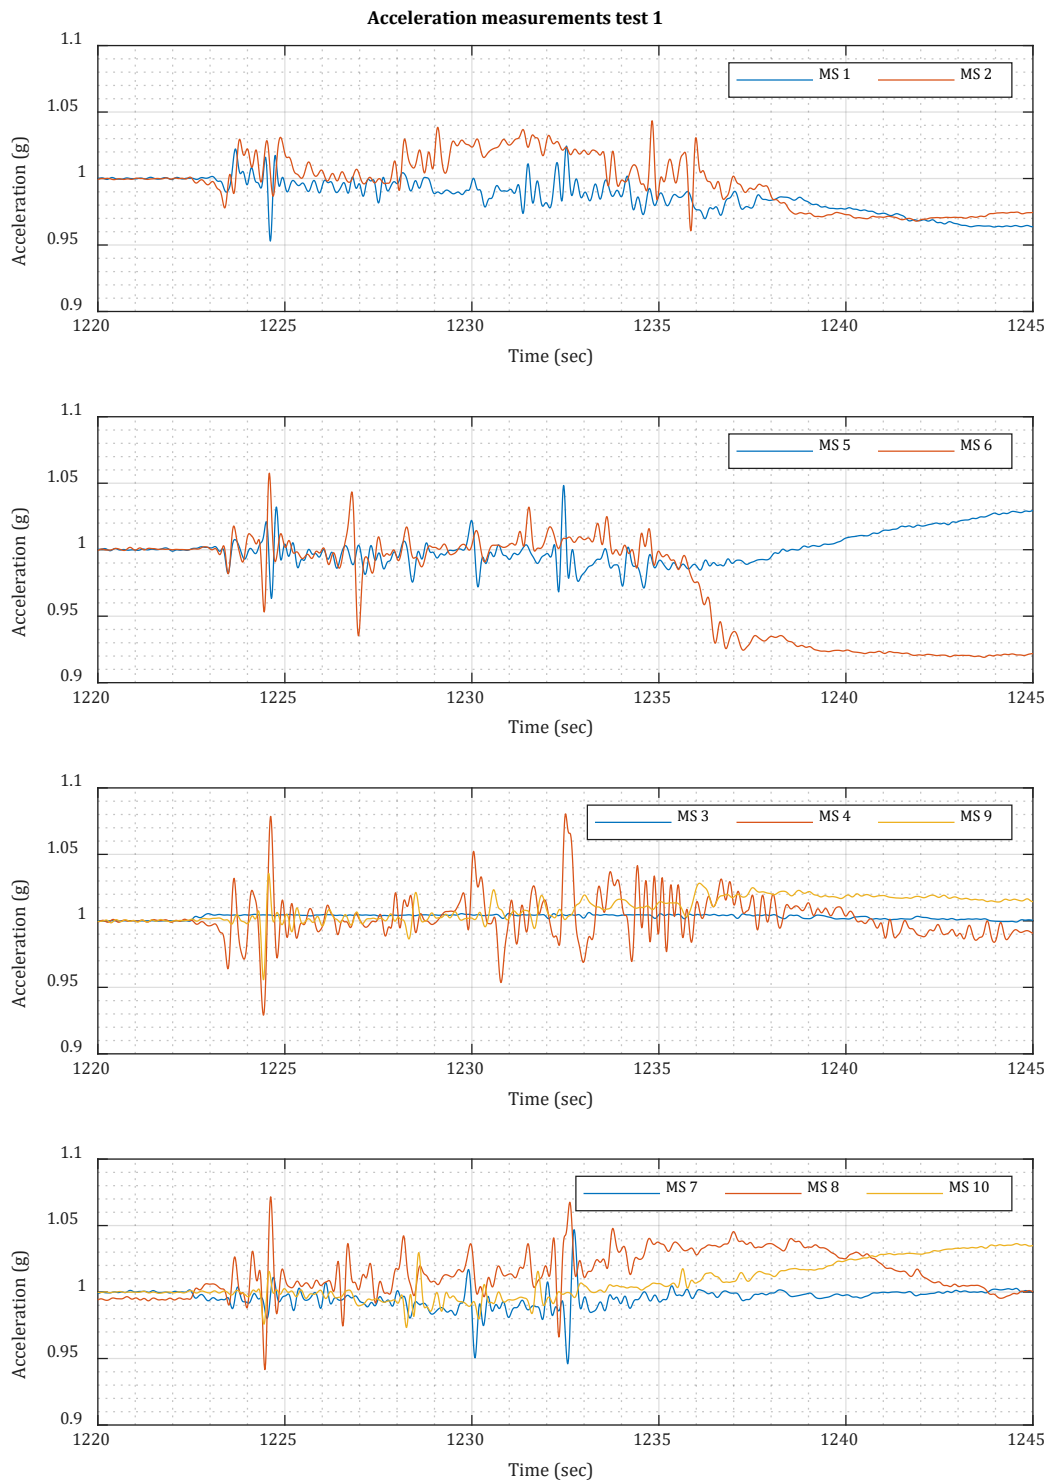 Acceleration measurements test 1
1.1
MS 1 MS 2
1.05
1
0.95
0.9
Acceleration (g)
1220 1225 1230 1235 1240 1245
Time (sec)
1.1
MS 5 MS 6
1.05
1
0.95
0.9
Acceleration (g)
1220 1225 1230 1235 1240 1245
Time (sec)
1.1
MS 3 MS 4 MS 9
1.05
1
0.95
0.9
Acceleration (g)
1220 1225 1230 1235 1240 1245
Time (sec)
1.1
MS 7 MS 8 MS 10
1.05
1
0.95
0.9
Acceleration (g)
1220 1225 1230 1235 1240 1245
Time (sec)